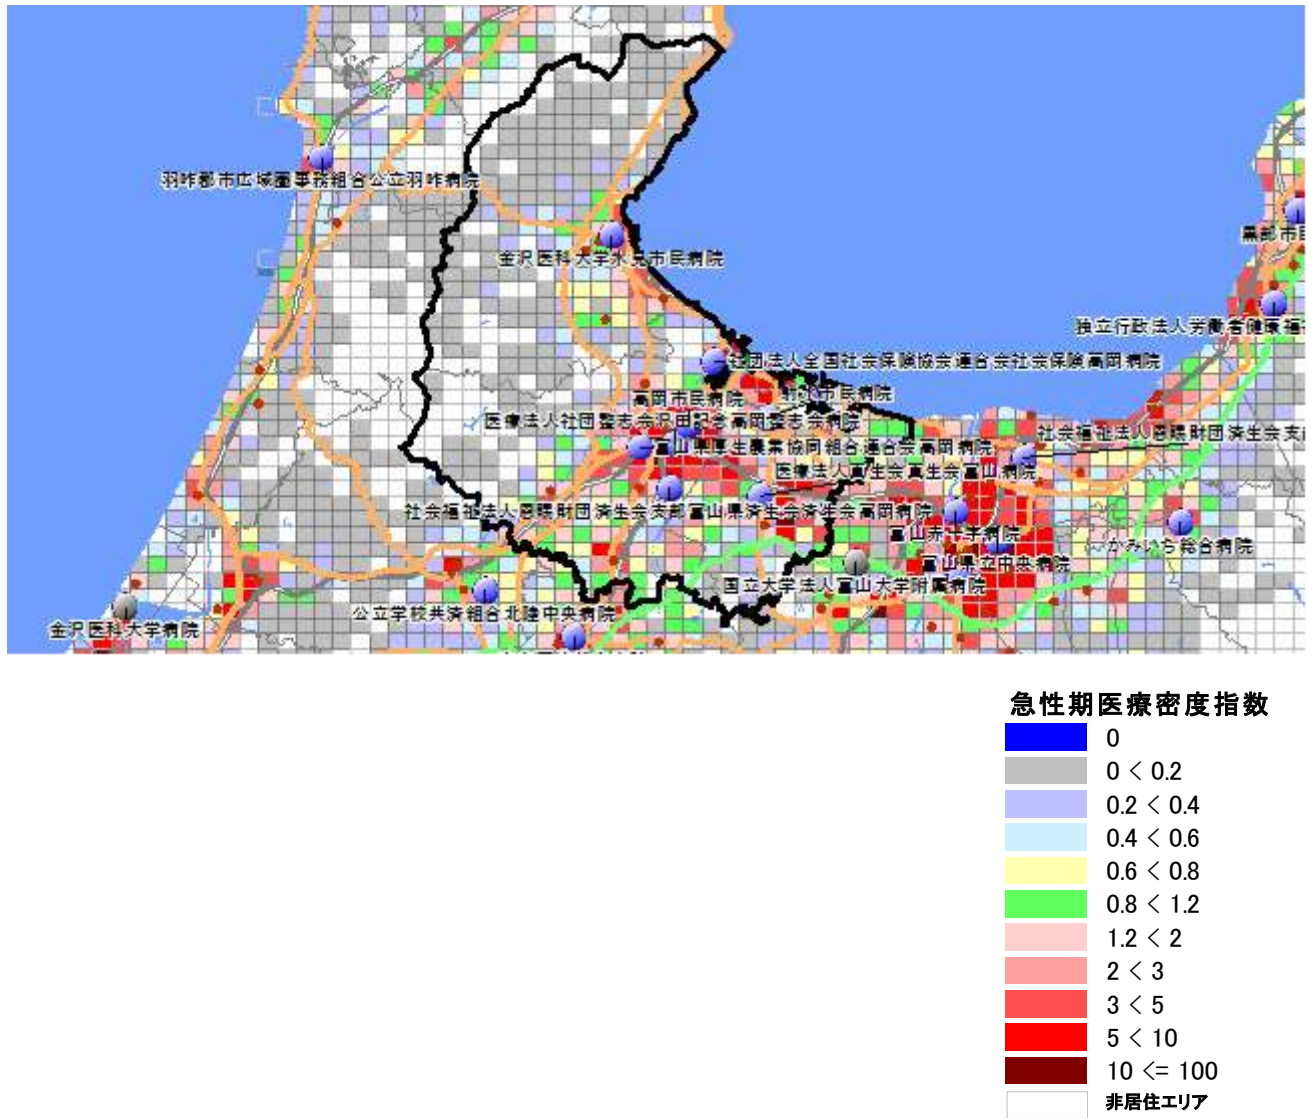 羽咋郡市広域圏事務組合公立羽咋病院
金沢医科大学氷見市民病院
黒部市民
独立行政法人労働者健康福
社団法人全国社会保険協会連合会社会保険高岡病院
高岡市民病院
射水市民病院
医療法人社団整志会沢田記念高岡整志会病院
社会福祉法人恩賜財団済生会支
富山県厚生農業協同組合連合会高岡病院
医療法人真生会真生会富山病院
社会福祉法人恩賜財団済生会支部富山県済生会済生会高岡病院
富山赤十字病院
かみいち総合病院
富山県立中央病院
国立大学法人富山大学附属病院
公立学校共済組合北陸中央病院
金沢医科大学病院
急性期医療密度指数
0
0 < 0.2
0.2 < 0.4
0.4 < 0.6
0.6 < 0.8
0.8 < 1.2
1.2 < 2
2 < 3
3 < 5
5 < 10
10 <= 100
非居住エリア